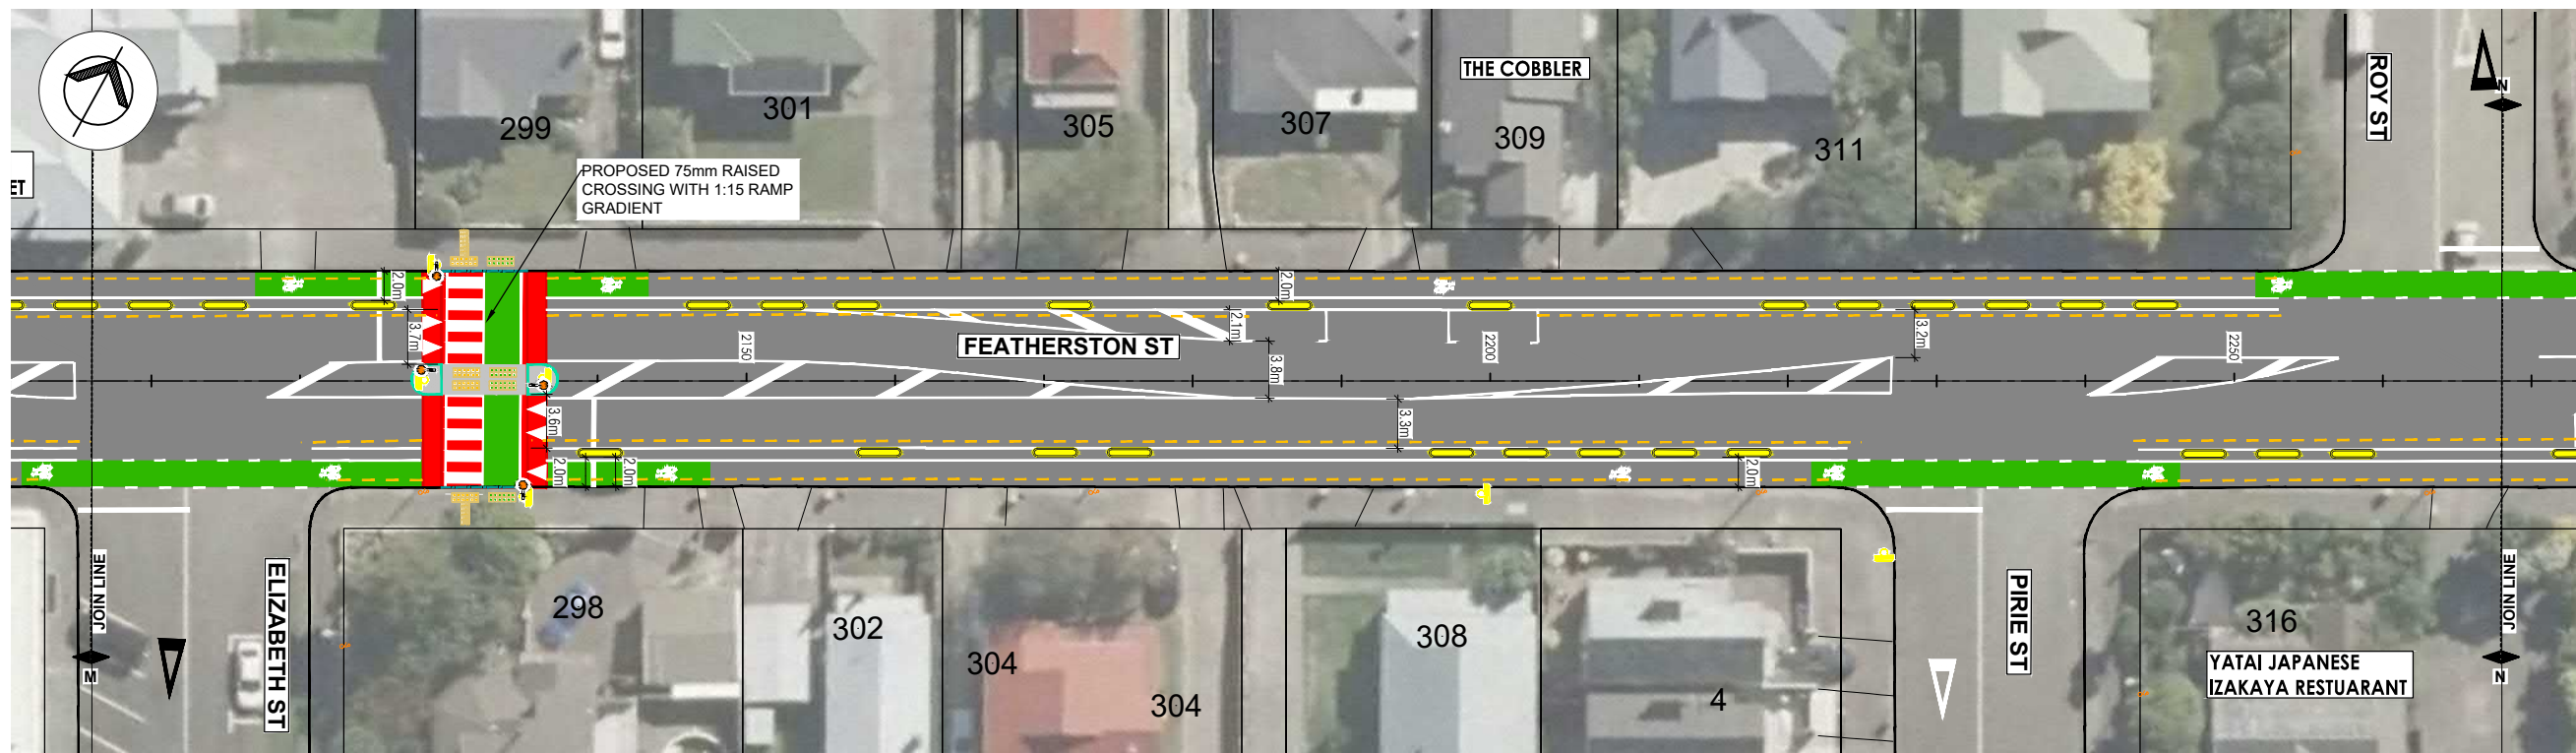 THE COBBLER
ROY ST
N
299
301
305
307
309
311
ET
PROPOSED 75mm RAISED
CROSSING WITH 1:15 RAMP
GRADIENT
2.0m
2.0m
3.7m
2.1m
3.2m
2150
FEATHERSTON ST
2200
2250
3.8m
3.6m
3.3m
2.0m
2.0m
2.0m
JOIN LINE
M
ELIZABETH ST
298
302
304
304
308
4
PIRIE ST
316
YATAI JAPANESE
IZAKAYA RESTUARANT
JOIN LINE
N